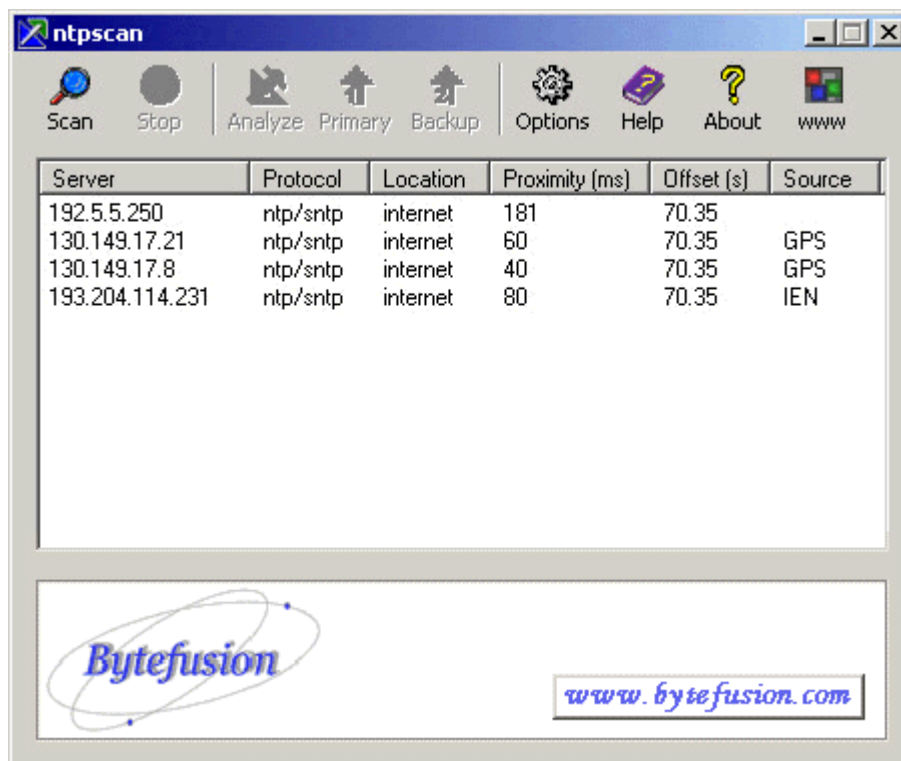 ntpscan
Scan Stop Analyze Primary Backup Options Help About www
Server Protocol Location Proximity (ms) Offset (s) Source
192.5.5.250 ntp/sntp internet 181 70.35
130.149.17.21 ntp/sntp internet 60 70.35 GPS
130.149.17.8 ntp/sntp internet 40 70.35 GPS
193.204.114.231 ntp/sntp internet 80 70.35 IEN
Bytefusion
www.bytefusion.com